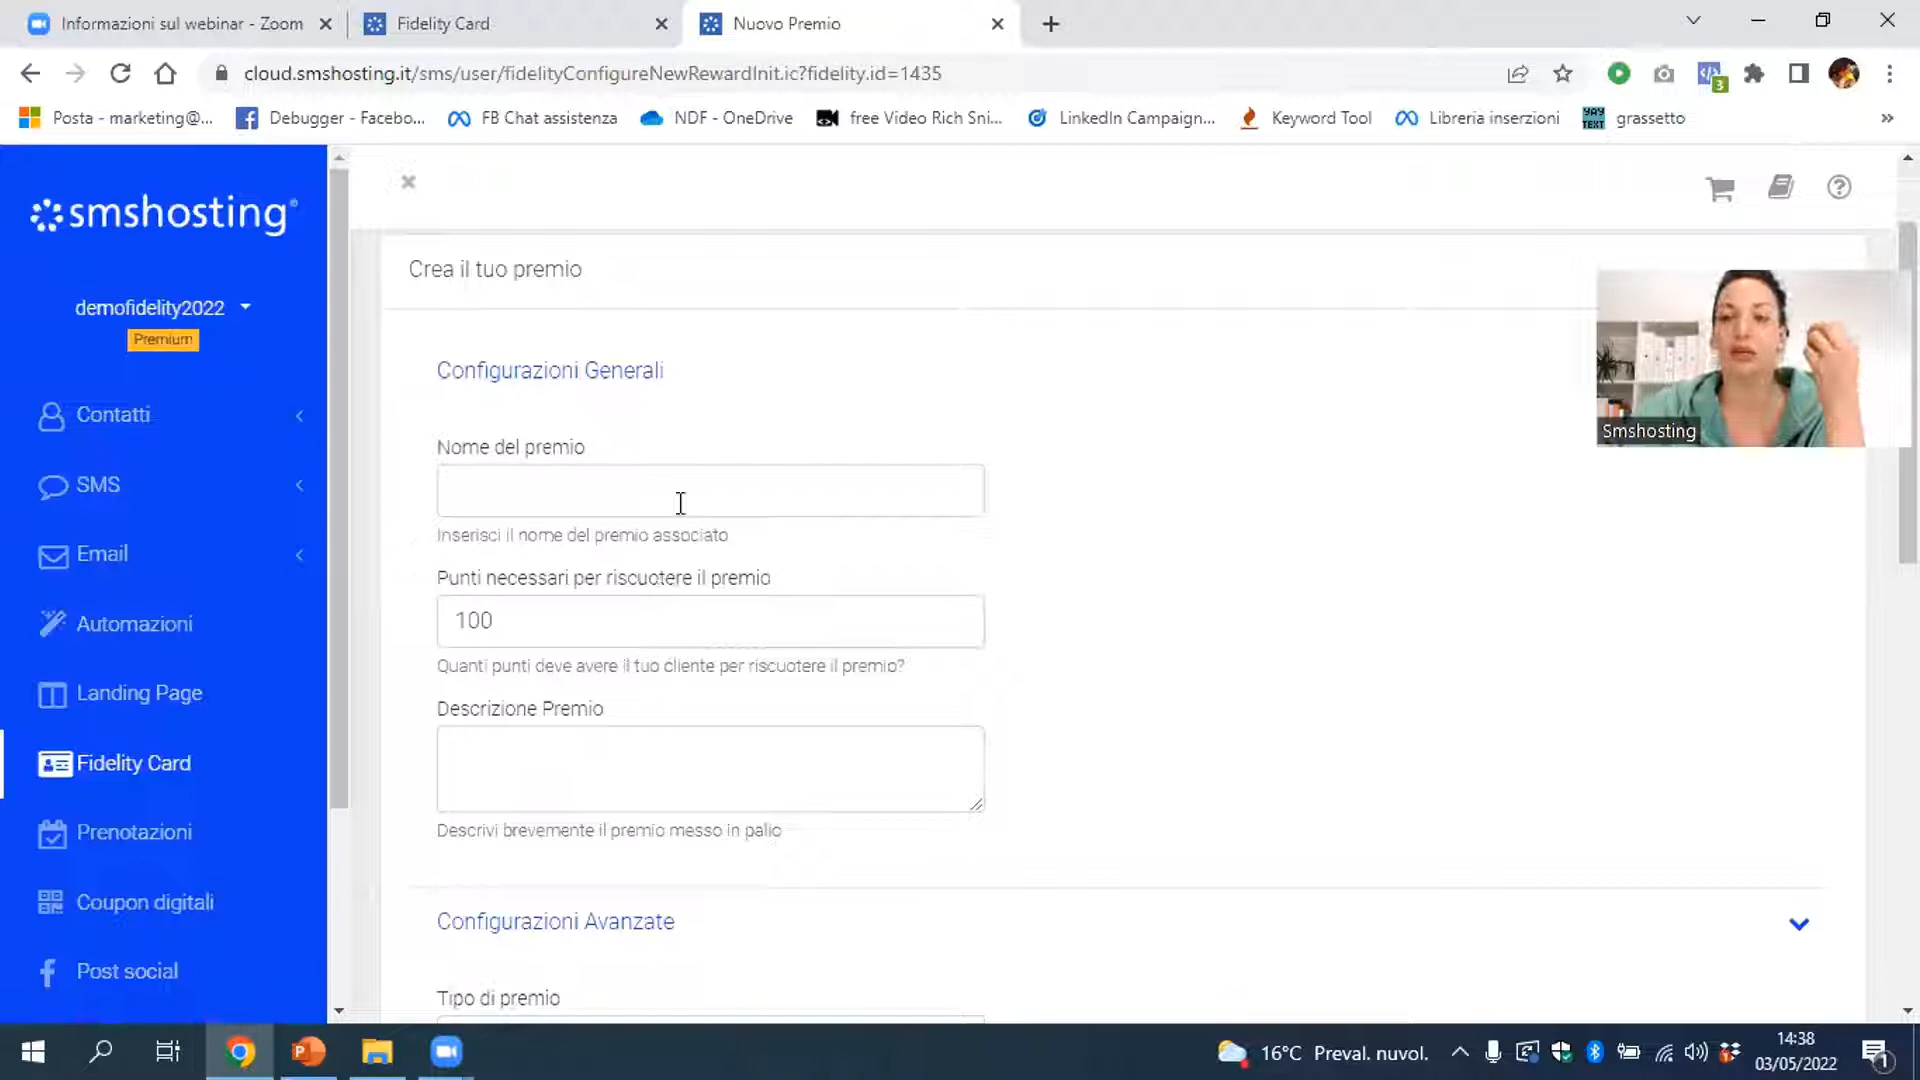 Informazioni sul webinar - Zoom
Fidelity Card
Nuovo Premio
cloud.smshosting.it/sms/user/fidelityConfigureNewRewardInit.ic?fidelity.id=1435
3
Posta - marketing@...
Debugger - Facebo...
FB Chat assistenza
NDF - OneDrive
free Video Rich Sni...
LinkedIn Campaign...
Keyword Tool
Libreria inserzioni
YAY TEXT
grassetto
»
smshosting®
demofidelity2022
Premium
Contatti
SMS
Email
Automazioni
Landing Page
Fidelity Card
Prenotazioni
Coupon digitali
Post social
Crea il tuo premio
Configurazioni Generali
Nome del premio
Inserisci il nome del premio associato
Punti necessari per riscuotere il premio
100
Quanti punti deve avere il tuo cliente per riscuotere il premio?
Descrizione Premio
Descrivi brevemente il premio messo in palio
Configurazioni Avanzate
Tipo di premio
Smshosting
16°C Preval. nuvol.
14:38
03/05/2022
1